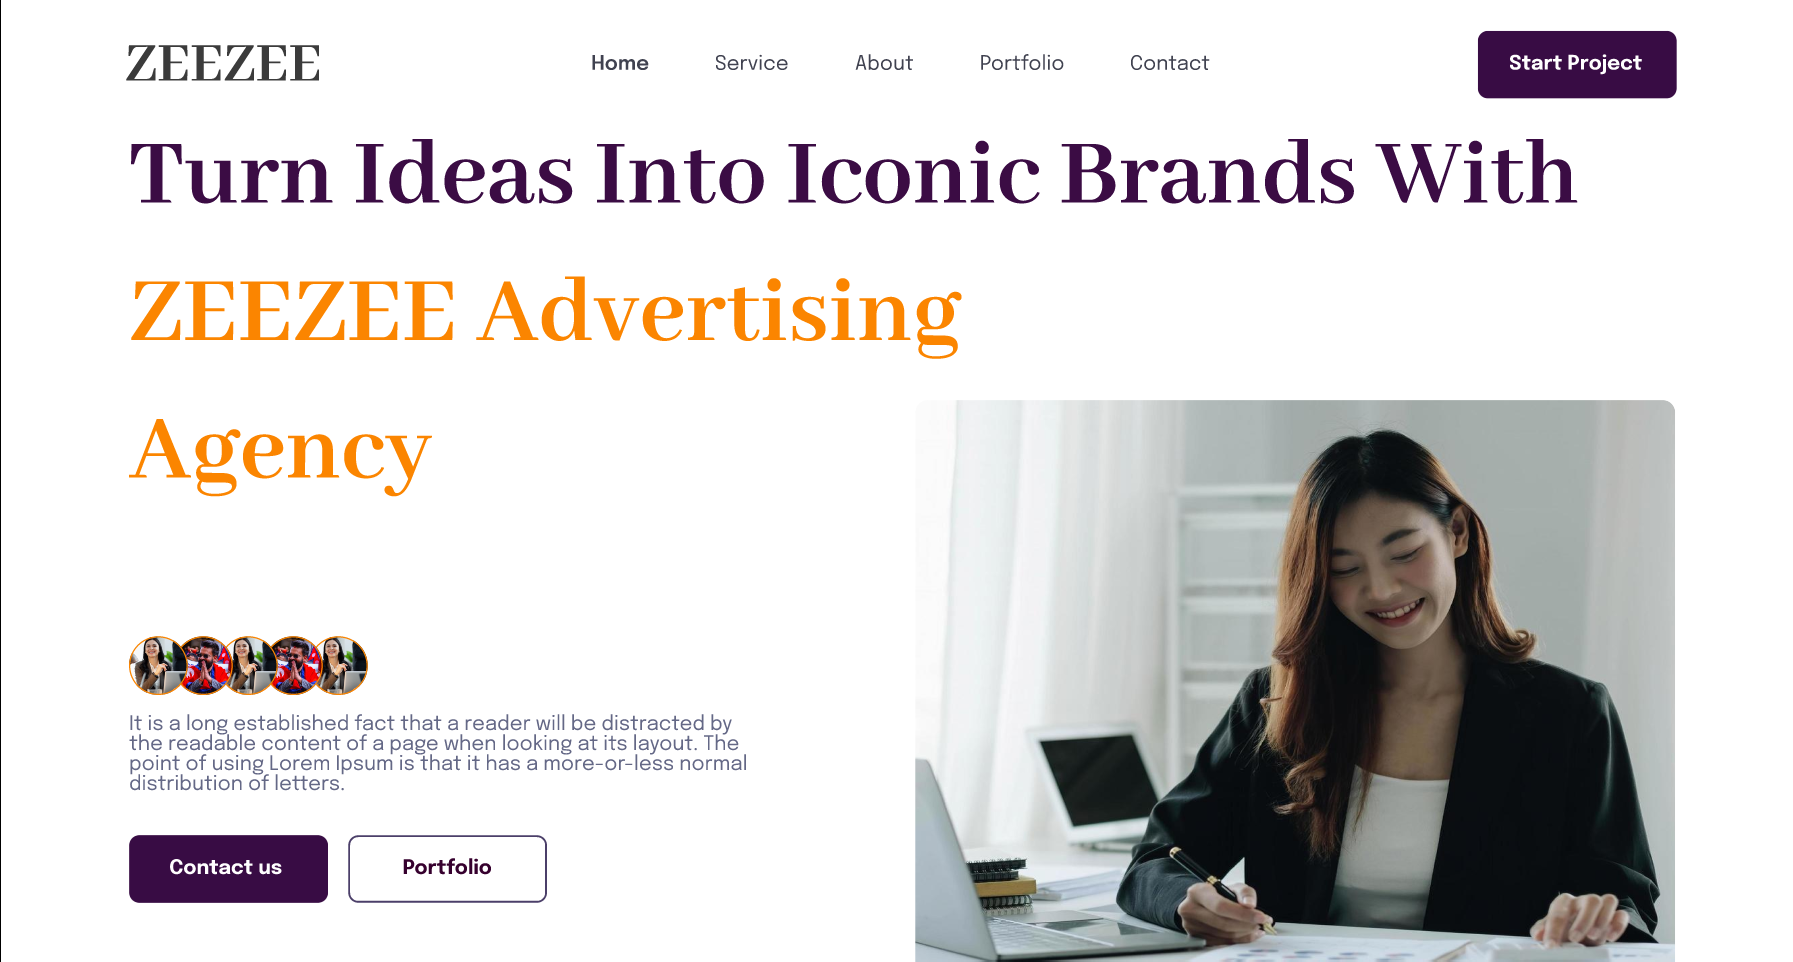 ZEEZEE
Home
Service
About
Portfolio
Contact
Start Project
Turn Ideas Into Iconic Brands With
ZEEZEE Advertising
Agency
It is a long established fact that a reader will be distracted by
the readable content of a page when looking at its layout. The
point of using Lorem Ipsum is that it has a more-or-less normal
distribution of letters.
Contact us
Portfolio